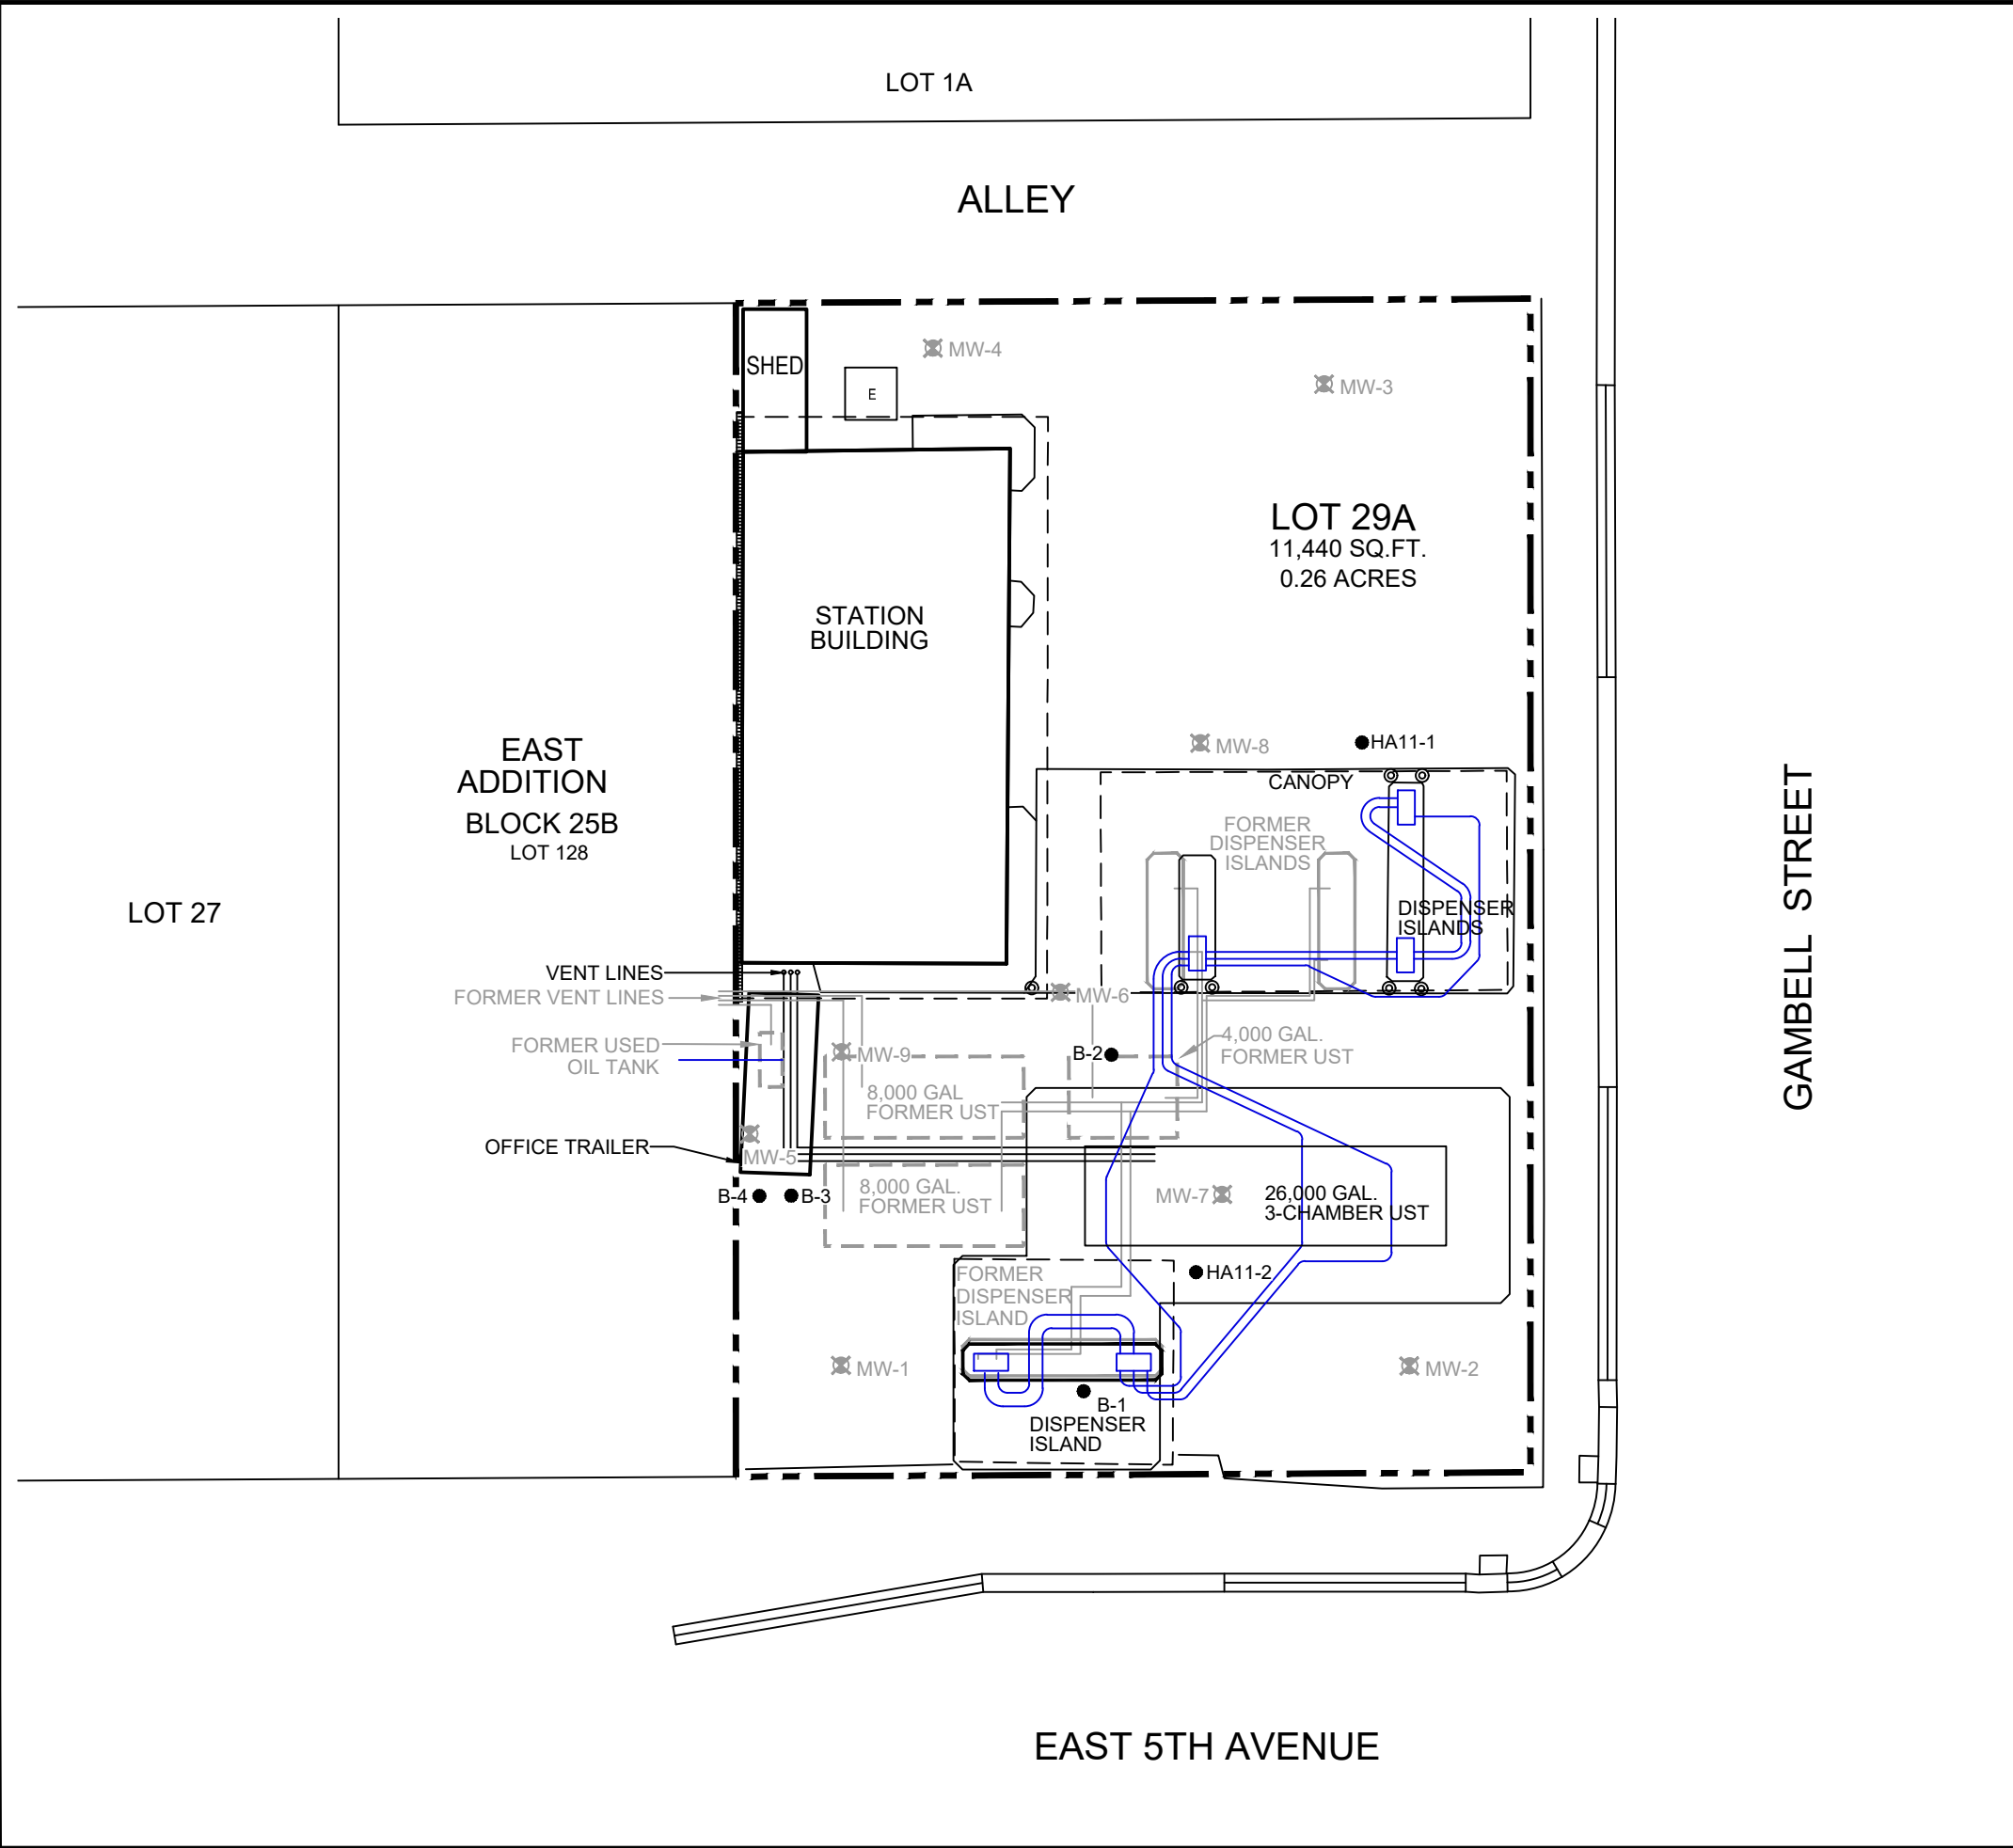 LOT 1A
ALLEY
SHED
E
MW-4
MW-3
LOT 29A
11,440 SQ.FT.
0.26 ACRES
STATION
BUILDING
EAST
ADDITION
BLOCK 25B
LOT 128
LOT 27
MW-8
HA11-1
CANOPY
FORMER
DISPENSER
ISLANDS
DISPENSER
ISLANDS
GAMBELL STREET
VENT LINES
FORMER VENT LINES
FORMER USED
OIL TANK
OFFICE TRAILER
MW-6
MW-9
B-2
4,000 GAL.
FORMER UST
8,000 GAL
FORMER UST
MW-5
B-4
B-3
8,000 GAL.
FORMER UST
MW-7
26,000 GAL.
3-CHAMBER UST
HA11-2
FORMER
DISPENSER
ISLAND
MW-1
MW-2
B-1
DISPENSER
ISLAND
EAST 5TH AVENUE